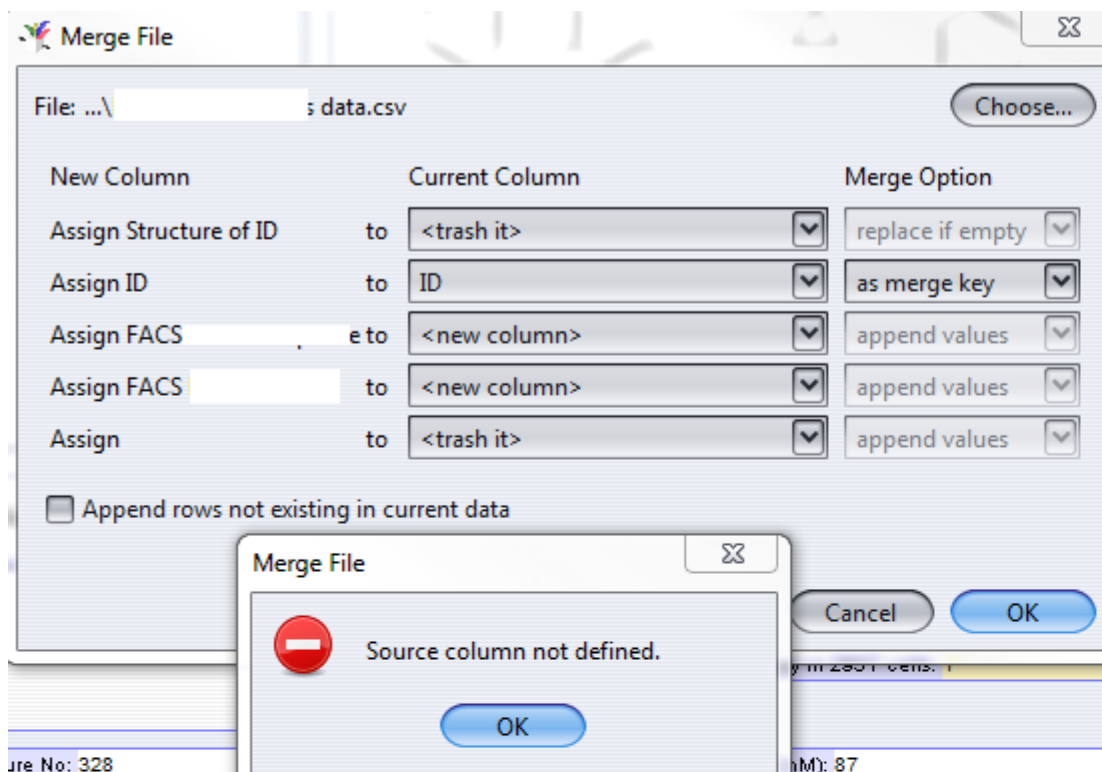 Merge File
File: ...\ s data.csv Choose...
New Column Current Column Merge Option
Assign Structure of ID to <trash it> replace if empty
Assign ID to ID as merge key
Assign FACS e to <new column> append values
Assign FACS to <new column> append values
Assign to <trash it> append values
Append rows not existing in current data
Merge File
Source column not defined.
OK
Cancel OK
ure No: 328 nM): 87